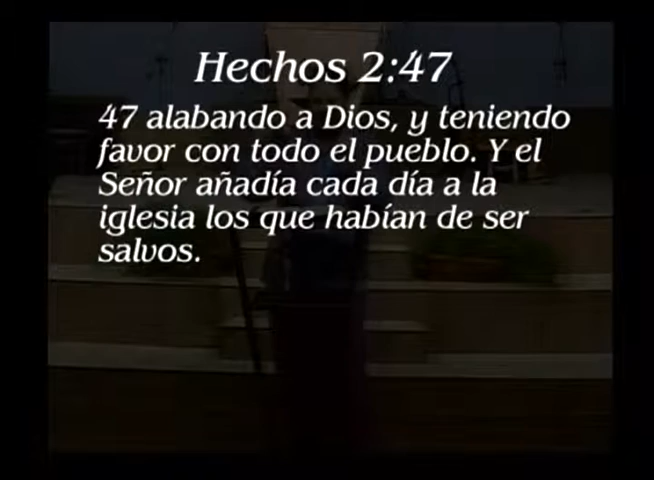 Hechos 2:47
47 alabando a Dios, y teniendo
favor con todo el pueblo. Y el
Señor añadía cada día a la
iglesia los que habían de ser
salvos.